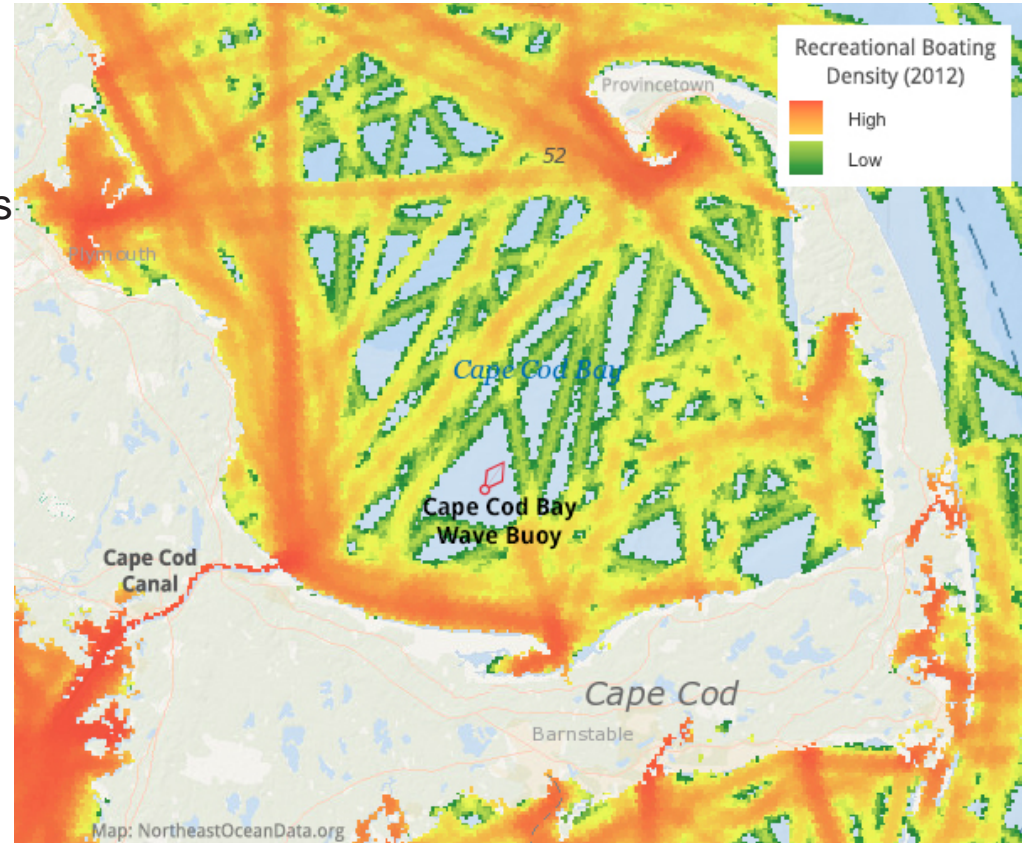 Recreational Boating
Density (2012)
High
Low
Provincetown
52
s
Plymouth
Cape Cod Bay
Cape Cod Bay
Wave Buoy
Cape Cod
Canal
Cape Cod
Barnstable
Map: NortheastOceanData.org